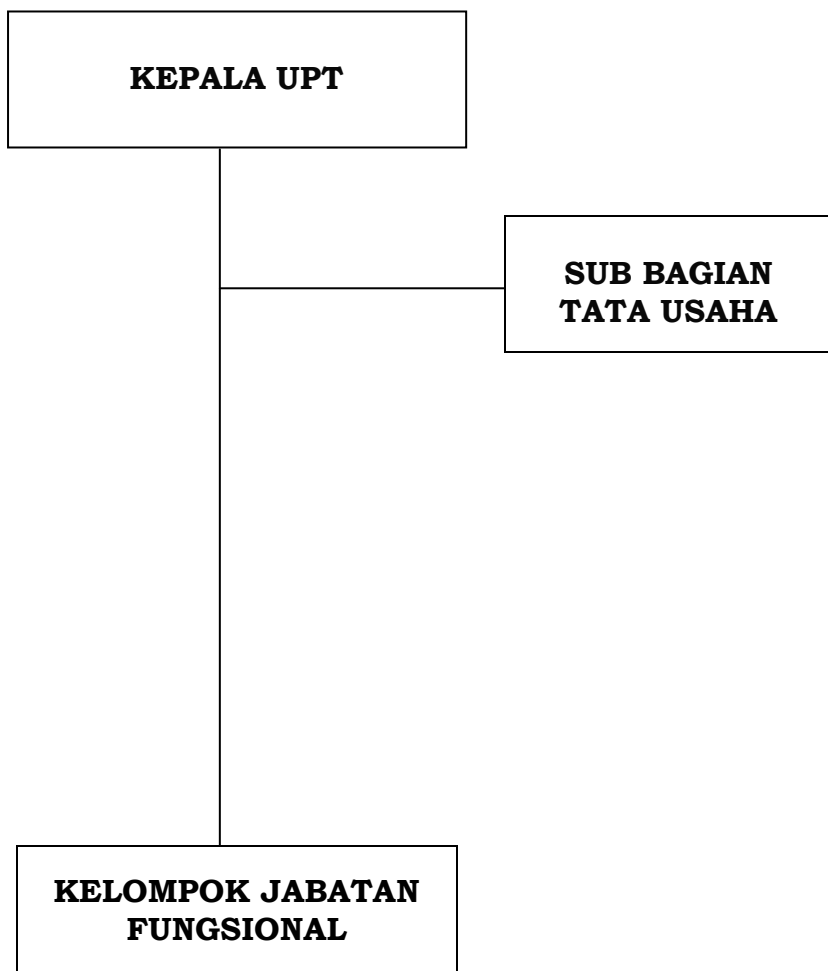 KEPALA UPT
SUB BAGIAN
TATA USAHA
KELOMPOK JABATAN
FUNGSIONAL